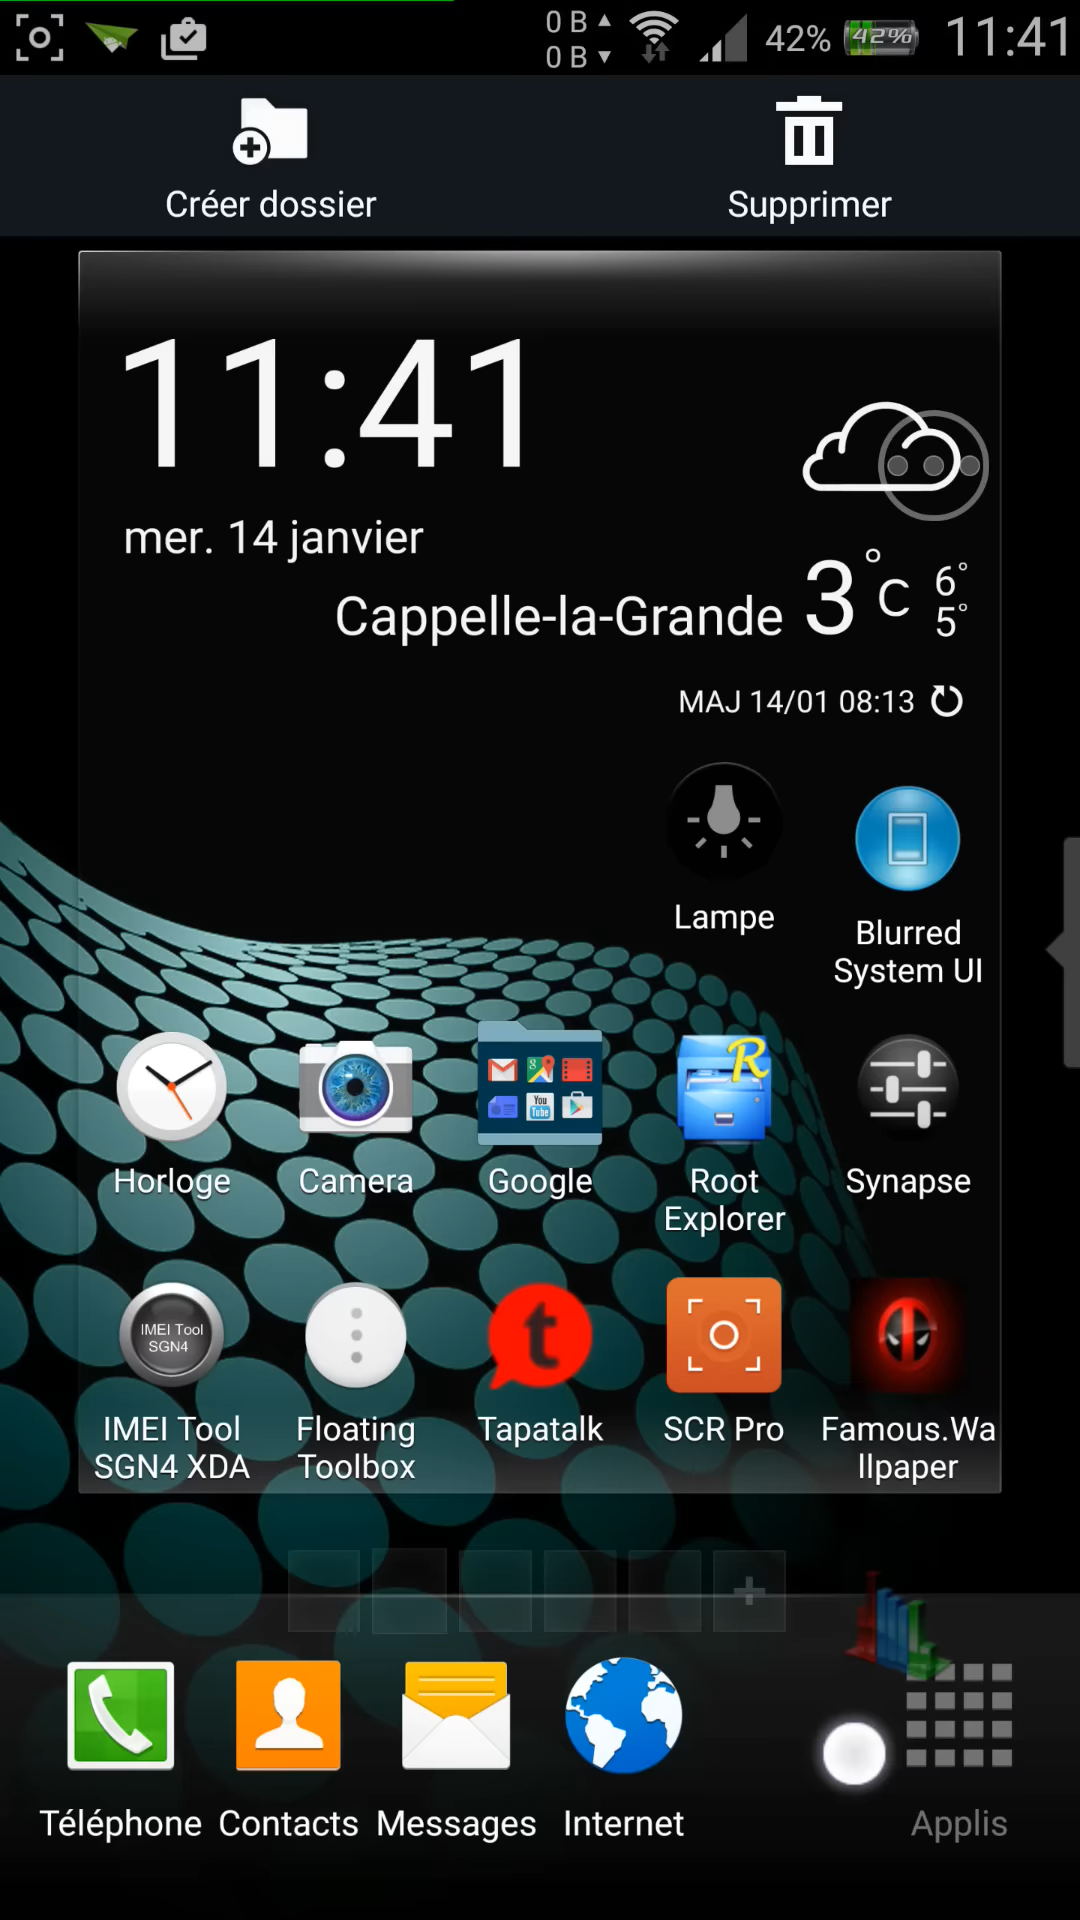 0 B ▲
0 B ▼
42%
42%
11:41
Créer dossier
Supprimer
11:41
mer. 14 janvier
Cappelle-la-Grande
3°C
6°
5°
MAJ 14/01 08:13
Lampe
Blurred
System UI
You
Tube
R
Horloge
Camera
Google
Root
Explorer
Synapse
IMEI Tool
SGN4
t
IMEI Tool
SGN4 XDA
Floating
Toolbox
Tapatalk
SCR Pro
Famous.Wa
llpaper
Téléphone
Contacts
Messages
Internet
Applis